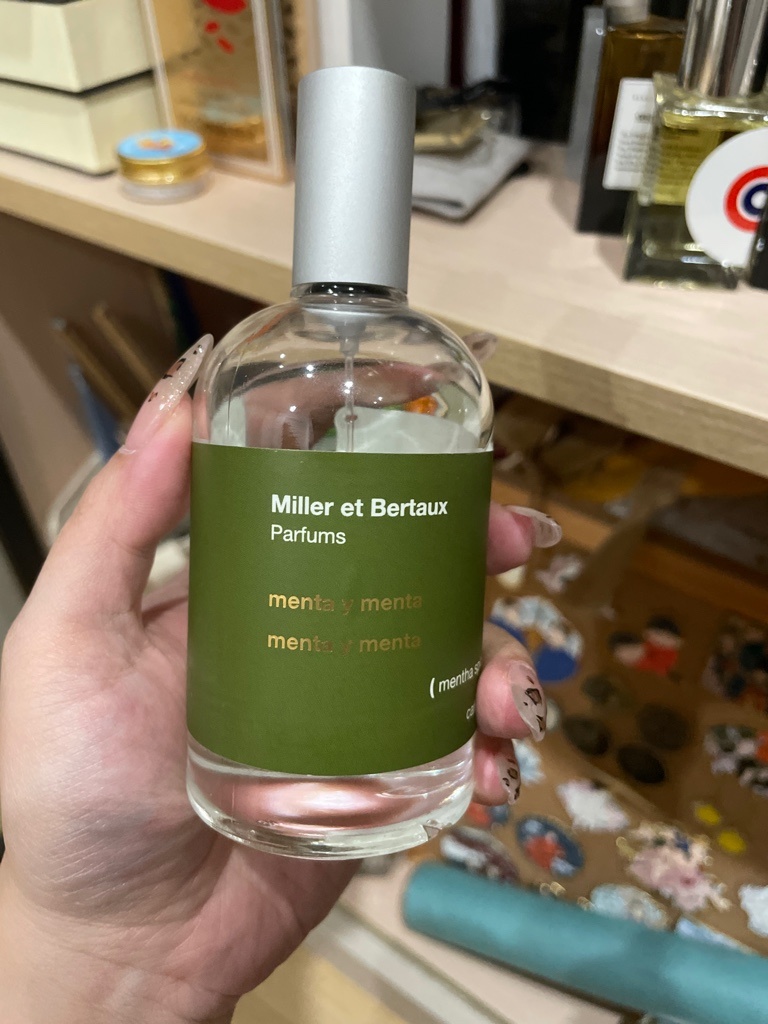 Miller et Bertaux
Parfums
menta y menta
menta y menta
( mentha